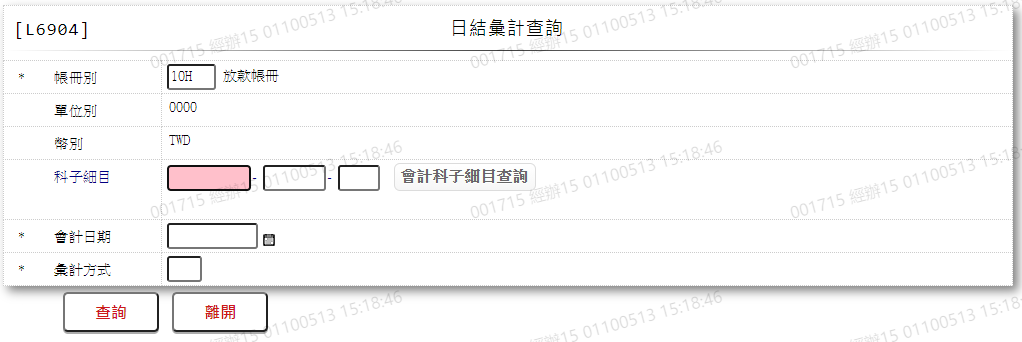 [L6904] 日結彙計查詢
* 帳冊別 10H 放款帳冊
單位別 0000
幣別 TWD
科子細目 - - 會計科子細目查詢
* 會計日期
* 彙計方式
查詢 離開
001715 經辦15 01100513 15:18:46